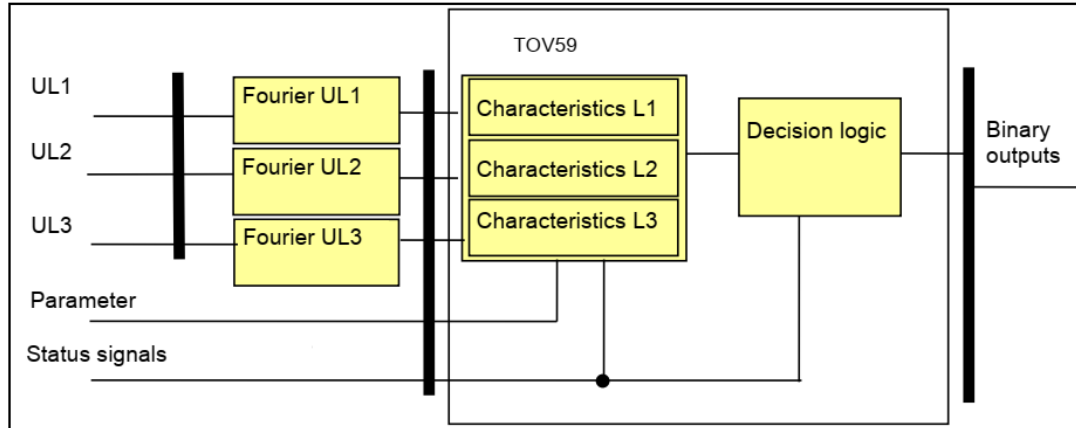 TOV59
UL1
Fourier UL1
Characteristics L1
Decision logic
Binary
outputs
UL2
Fourier UL2
Characteristics L2
UL3
Fourier UL3
Characteristics L3
Parameter
Status signals